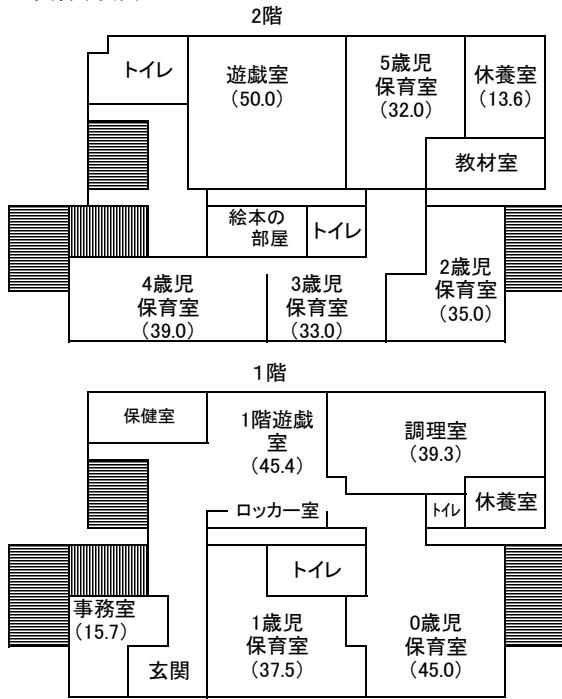 2階
トイレ
遊戯室
（50.0）
5歳児
保育室
（32.0）
休養室
（13.6）
教材室
絵本の
部屋
トイレ
4歳児
保育室
（39.0）
3歳児
保育室
（33.0）
2歳児
保育室
（35.0）
１階
保健室
1階遊戯
室
（45.4）
調理室
（39.3）
ロッカー室
トイレ
休養室
トイレ
事務室
（15.7）
玄関
1歳児
保育室
（37.5）
0歳児
保育室
（45.0）